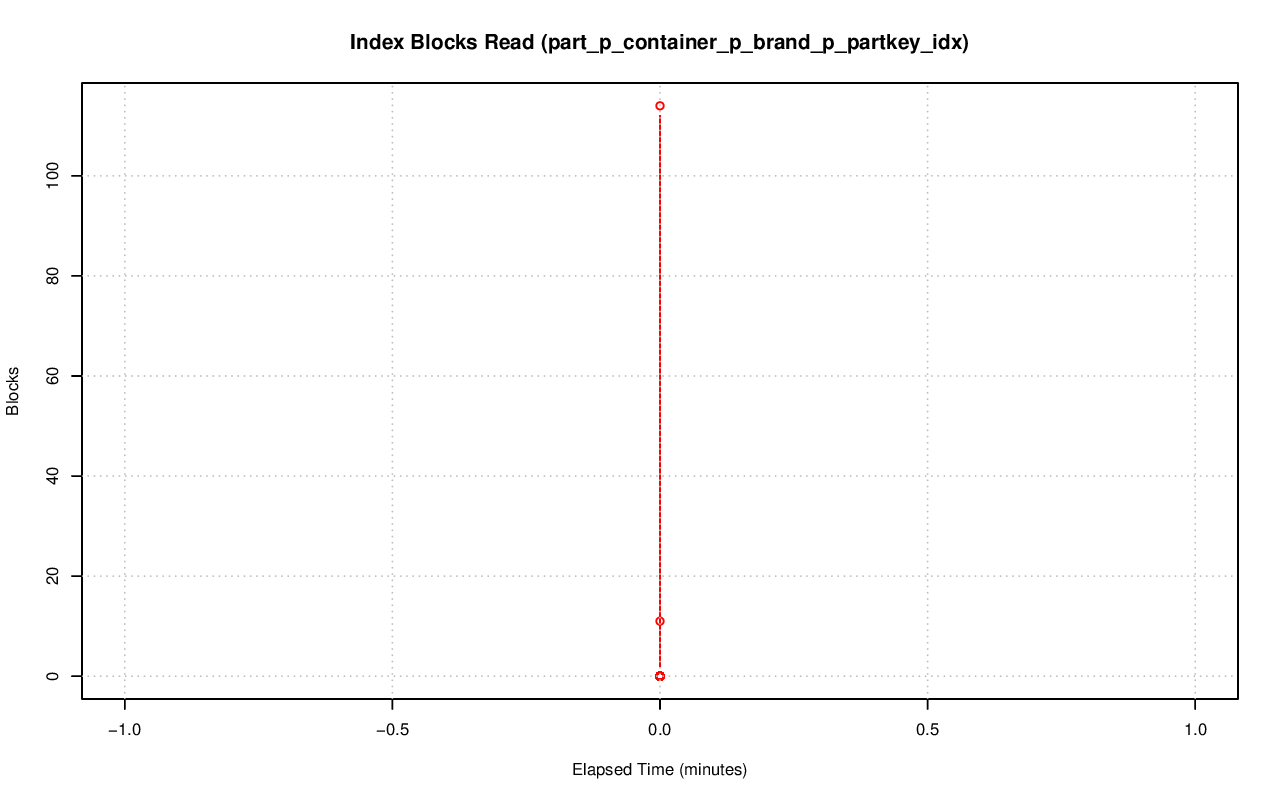 Index Blocks Read (part_p_container_p_brand_p_partkey_idx)
Blocks
100
80
60
40
20
0
−1.0 −0.5 0.0 0.5 1.0
Elapsed Time (minutes)